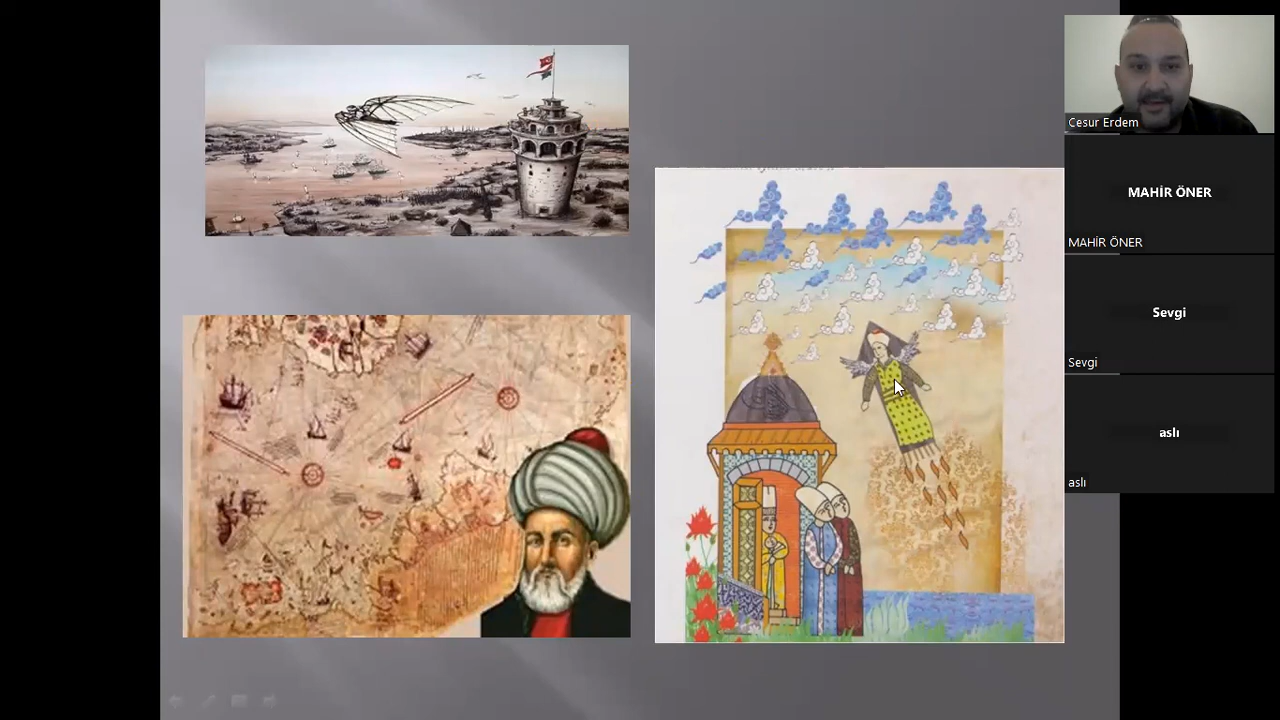 Cesur Erdem
MAHİR ÖNER
MAHİR ÖNER
Sevgi
Sevgi
aslı
aslı